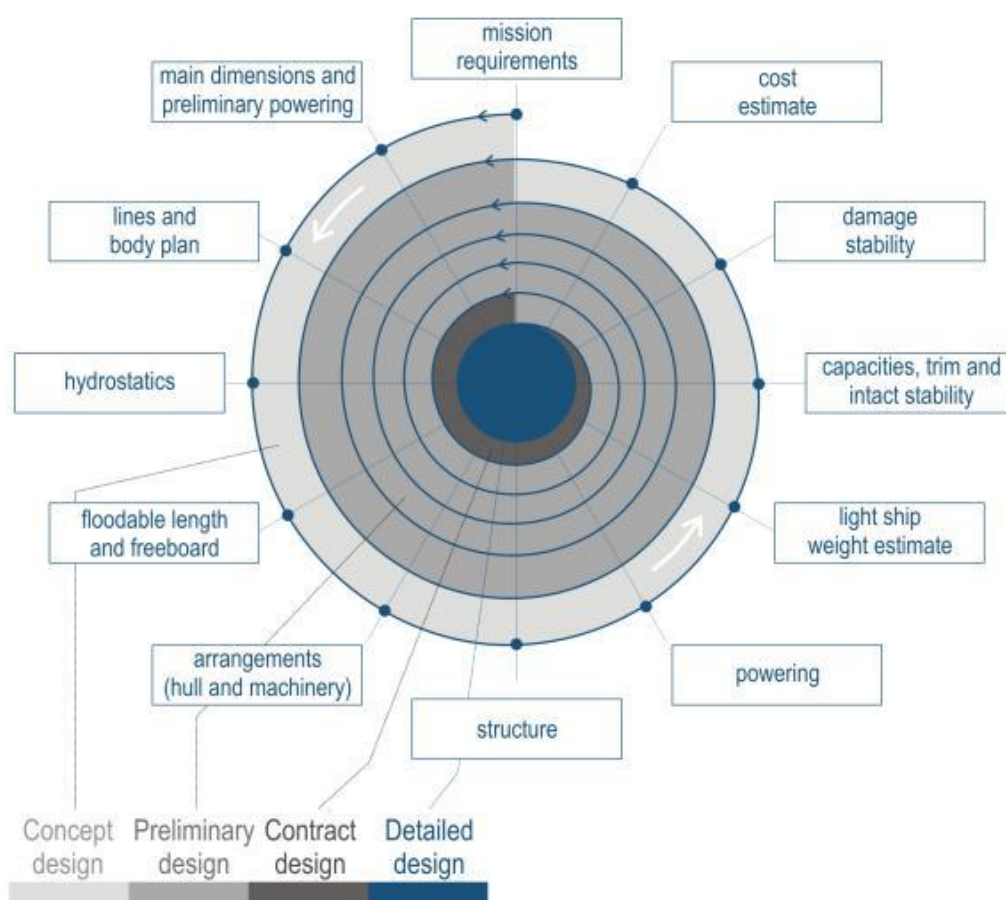 mission
requirements
main dimensions and
preliminary powering
cost
estimate
lines and
body plan
damage
stability
hydrostatics
capacities, trim and
intact stability
floodable length
and freeboard
light ship
weight estimate
arrangements
(hull and machinery)
powering
structure
Concept
design
Preliminary
design
Contract
design
Detailed
design